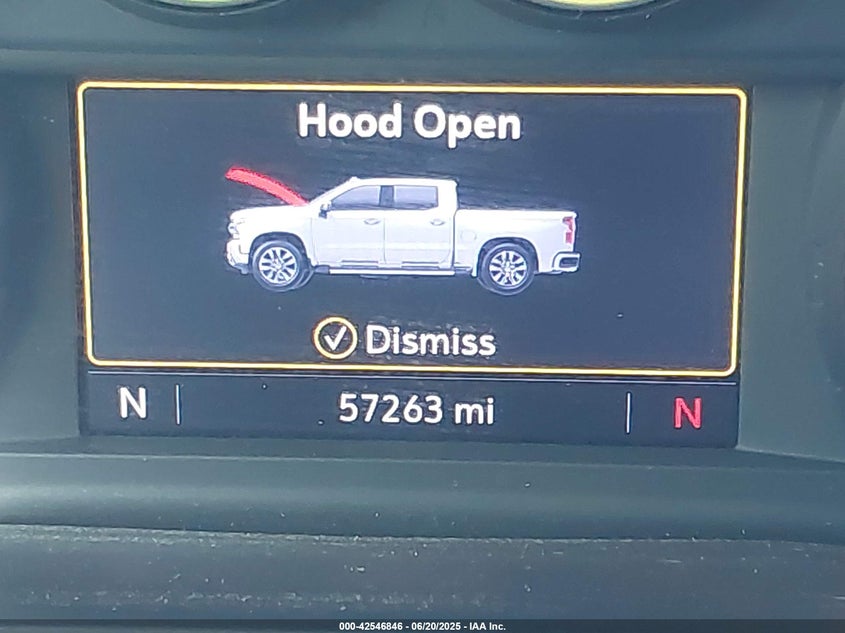 Hood Open
Dismiss
N 57263 mi N
000-42546846 - 06/20/2025 - IAA Inc.